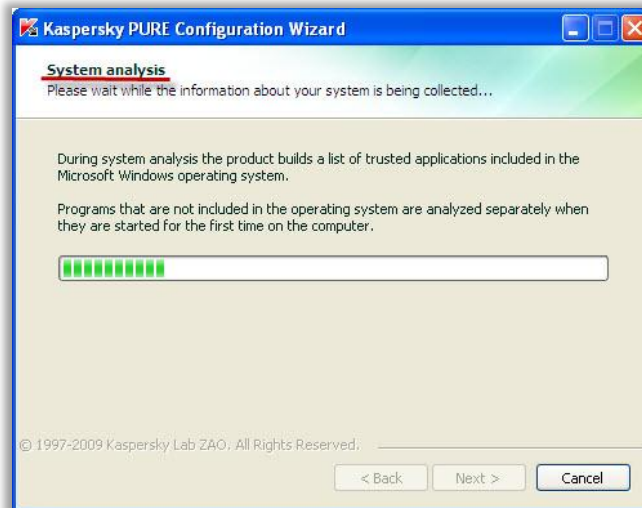 Kaspersky PURE Configuration Wizard
System analysis
Please wait while the information about your system is being collected...
During system analysis the product builds a list of trusted applications included in the
Microsoft Windows operating system.
Programs that are not included in the operating system are analyzed separately when
they are started for the first time on the computer.
© 1997-2009 Kaspersky Lab ZAO. All Rights Reserved.
< Back Next > Cancel